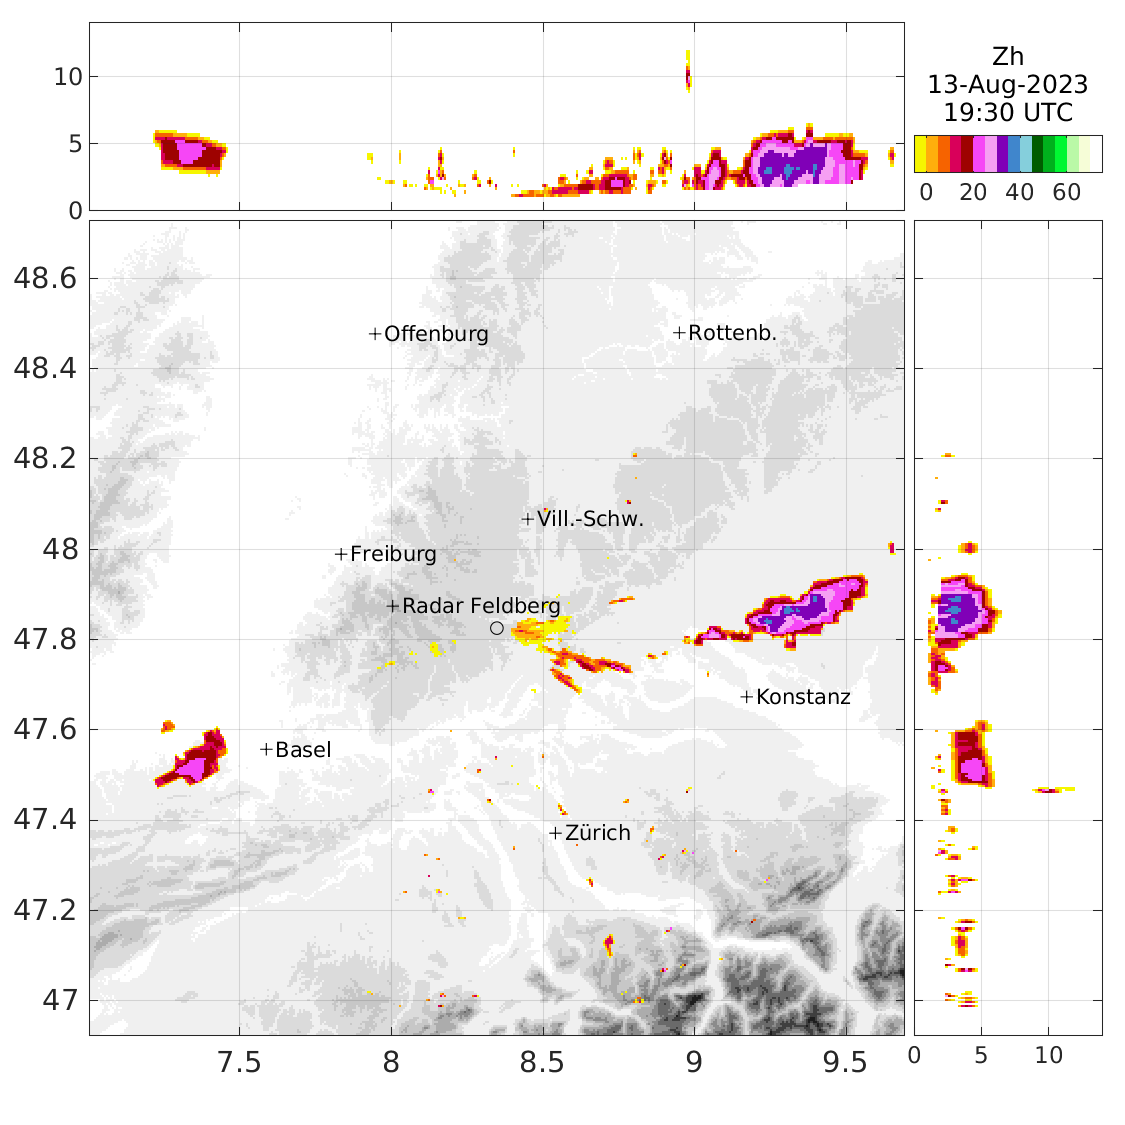 10
5
0
Zh
13-Aug-2023
19:30 UTC
0 20 40 60
48.6
48.4
48.2
48
47.8
47.6
47.4
47.2
47
+Offenburg
+Rottenb.
+Vill.-Schw.
+Freiburg
+Radar Feldberg
+Konstanz
+Basel
+Zürich
7.5 8 8.5 9 9.5
0 5 10